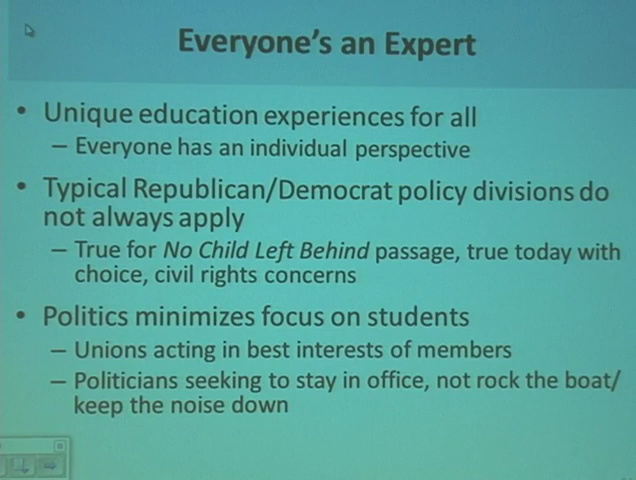 Everyone's an Expert
• Unique education experiences for all
– Everyone has an individual perspective
• Typical Republican/Democrat policy divisions do
not always apply
– True for No Child Left Behind passage, true today with
choice, civil rights concerns
• Politics minimizes focus on students
– Unions acting in best interests of members
– Politicians seeking to stay in office, not rock the boat/
keep the noise down